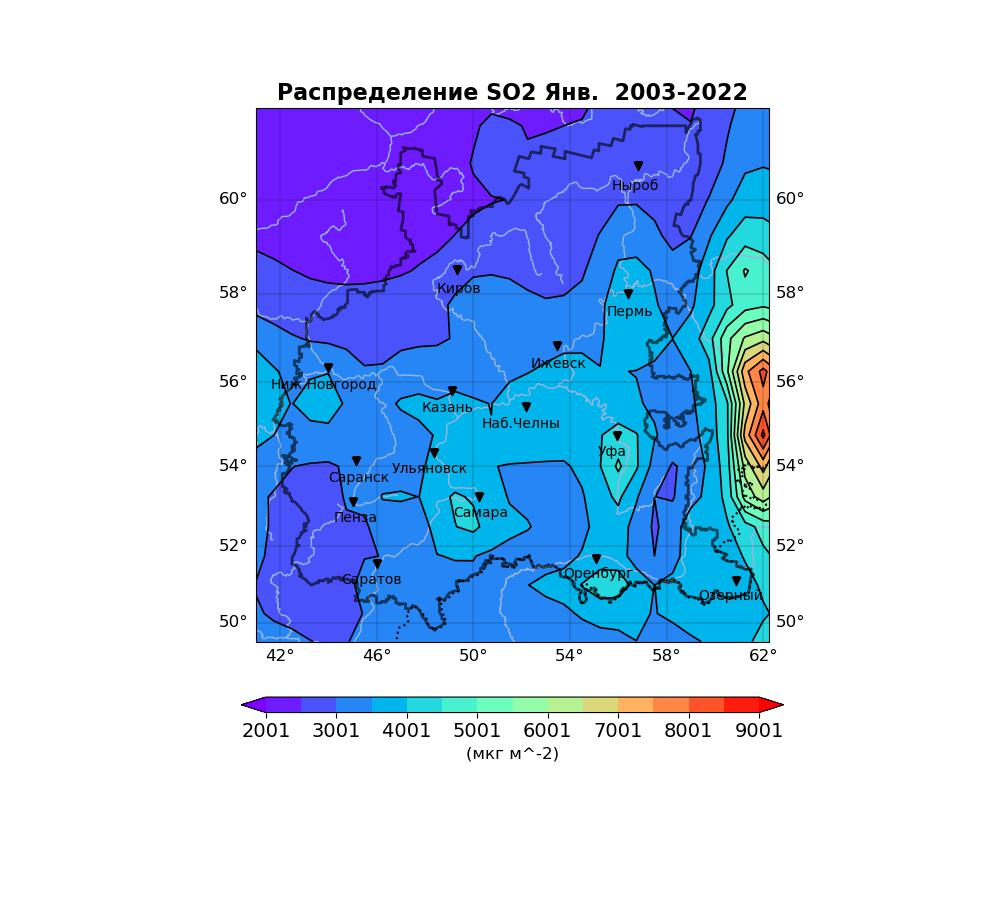 Распределение SO2 Янв.  2003-2022
Ныроб
60° 60°
Киров
58° 58°
Пермь
Ижевск
56° 56°
Ниж.Новгород
Казань
Наб.Челны
Уфа
54° 54°
Ульяновск
Саранск
Самара
Пенза
52° 52°
Оренбург
Саратов
Озерный
50° 50°
42° 46° 50° 54° 58° 62°
2001 3001 4001 5001 6001 7001 8001 9001
(мкг м^-2)